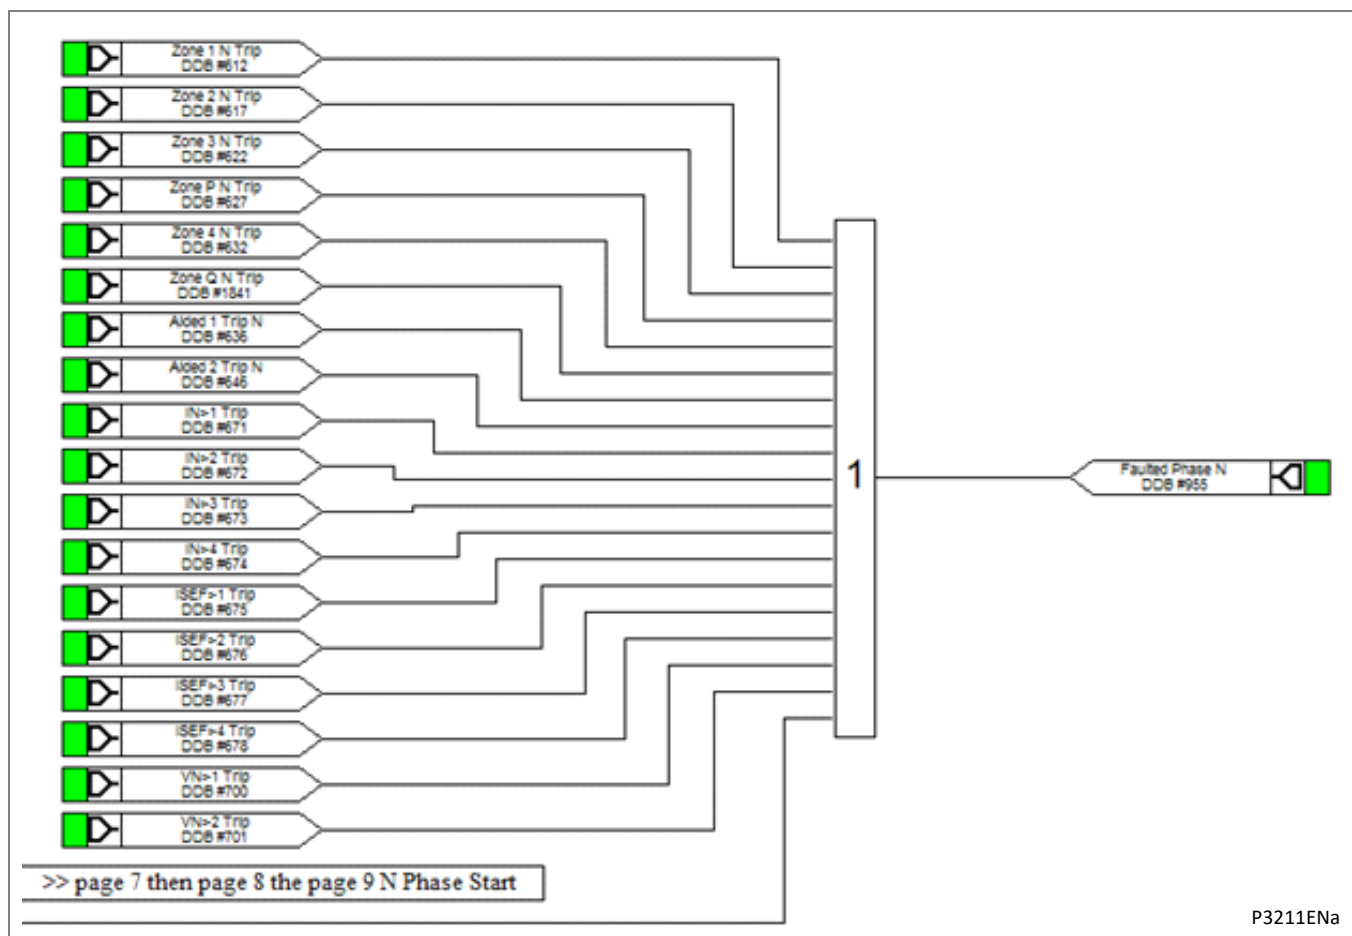 Zone 1 N Trip
DDB #612
Zone 2 N Trip
DDB #617
Zone 3 N Trip
DDB #622
Zone P N Trip
DDB #627
Zone 4 N Trip
DDB #632
Zone Q N Trip
DDB #1841
Aided 1 Trip N
DDB #636
Aided 2 Trip N
DDB #646
IN>1 Trip
DDB #671
IN>2 Trip
DDB #672
IN>3 Trip
DDB #673
IN>4 Trip
DDB #674
ISEF>1 Trip
DDB #675
ISEF>2 Trip
DDB #676
ISEF>3 Trip
DDB #677
ISEF>4 Trip
DDB #678
VN>1 Trip
DDB #700
VN>2 Trip
DDB #701
1
Faulted Phase N
DDB #955
>> page 7 then page 8 the page 9 N Phase Start
P3211ENa